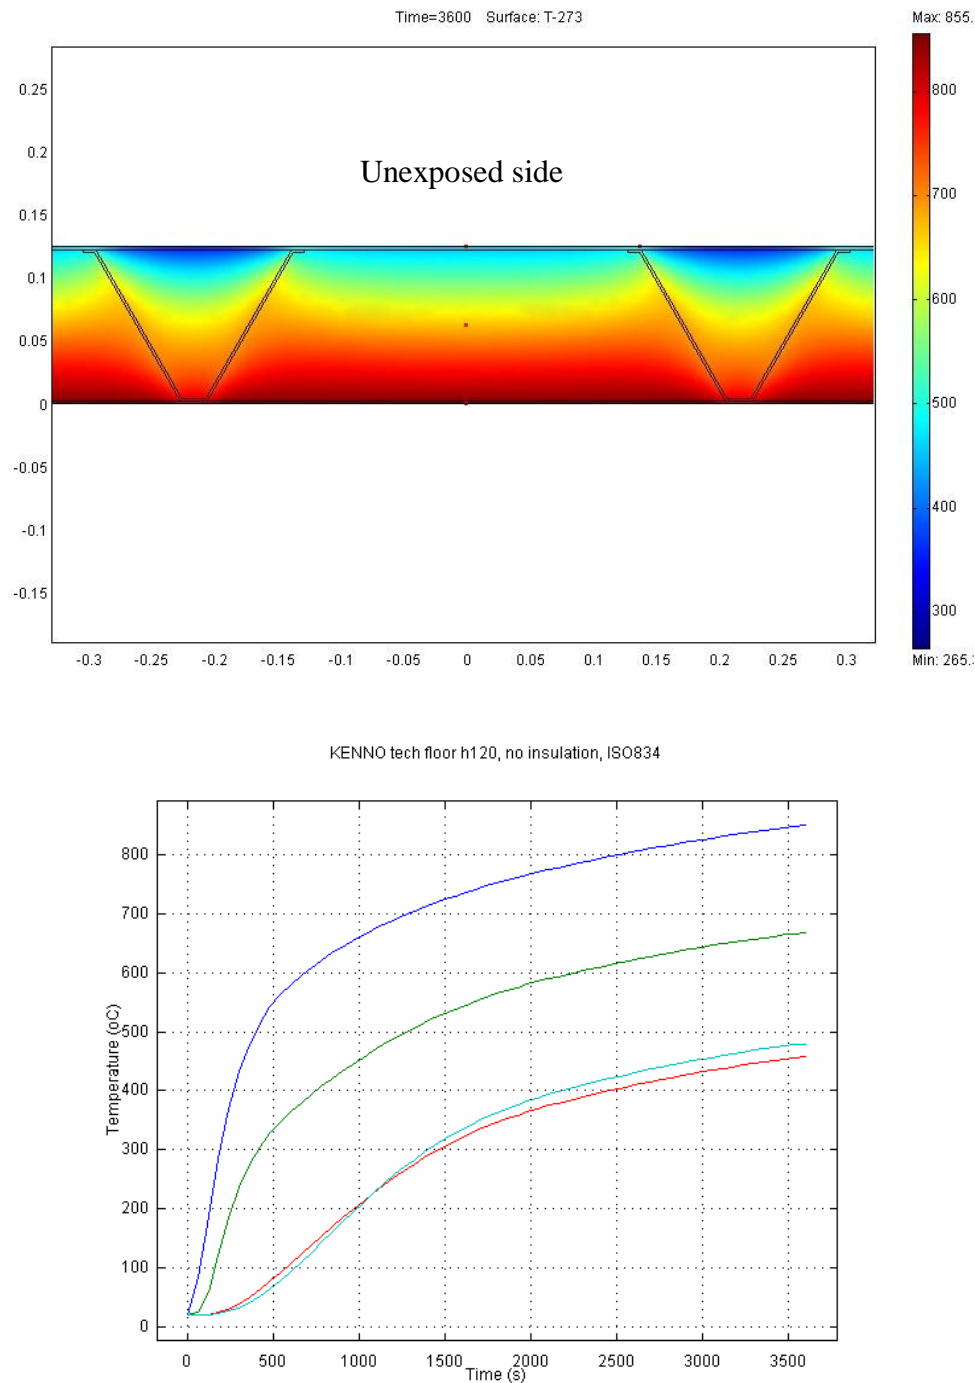 Time=3600 Surface: T-273
Max: 855.
0.25
0.2
0.15
0.1
0.05
0
-0.05
-0.1
-0.15
Unexposed side
-0.3 -0.25 -0.2 -0.15 -0.1 -0.05 0 0.05 0.1 0.15 0.2 0.25 0.3
800
700
600
500
400
300
Min: 265.
KENNO tech floor h120, no insulation, ISO834
Temperature (oC)
800
700
600
500
400
300
200
100
0
0 500 1000 1500 2000 2500 3000 3500
Time (s)